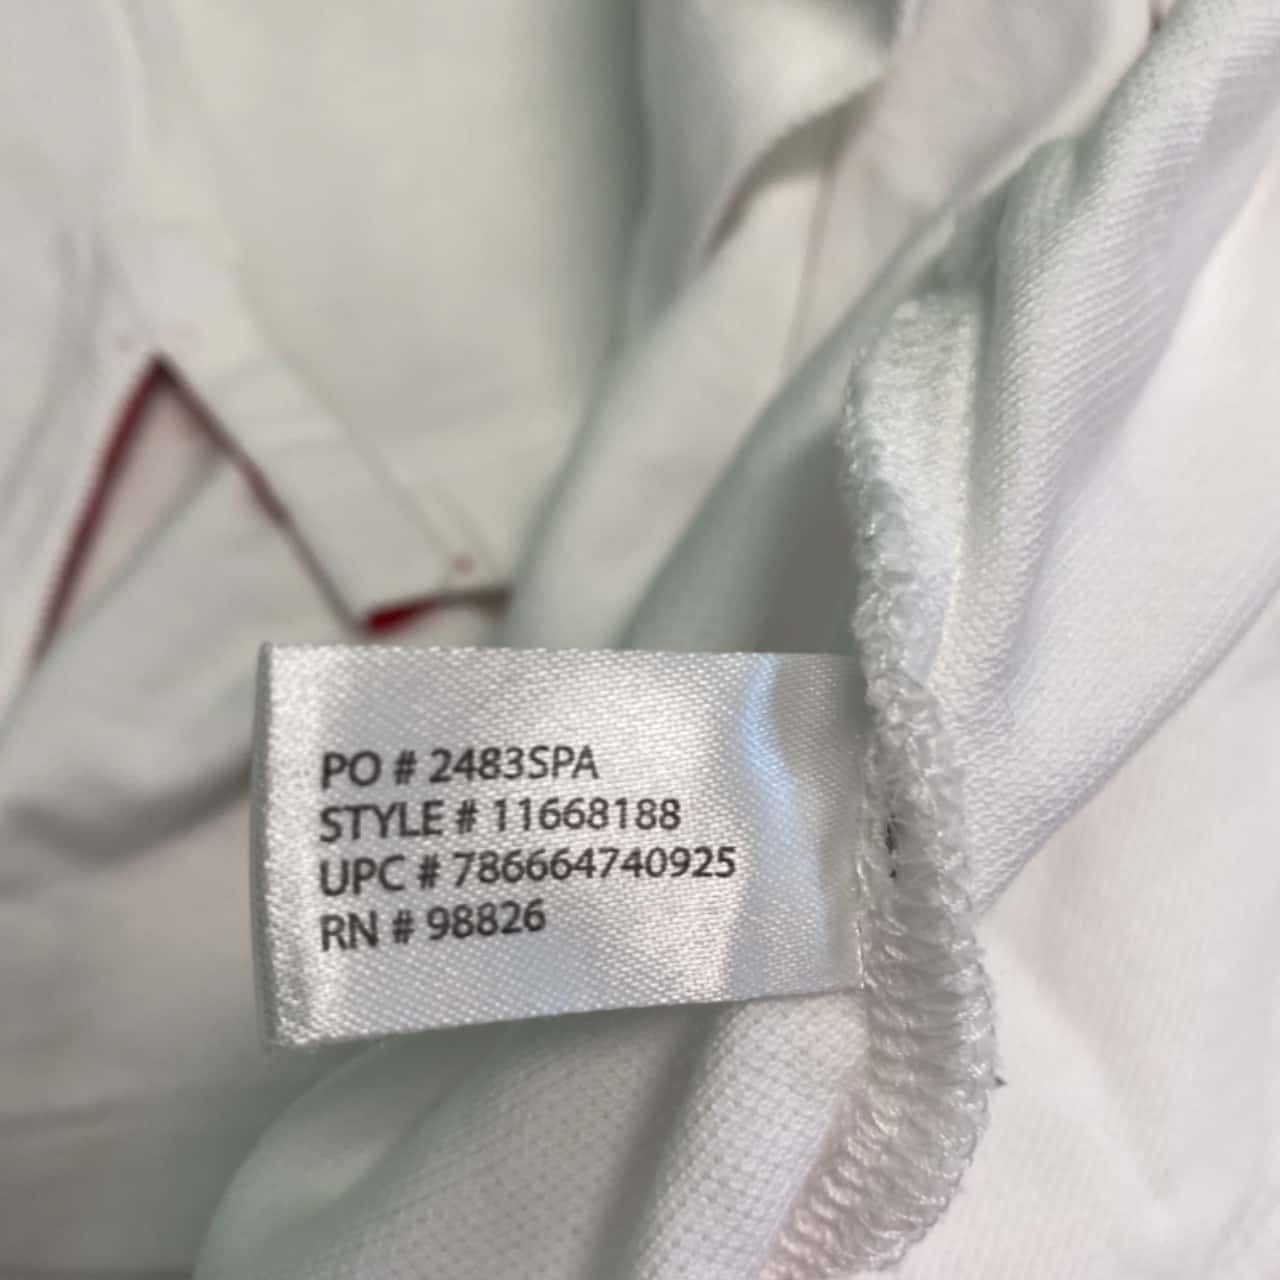 PO # 2483SPA
STYLE # 11668188
UPC # 786664740925
RN # 98826